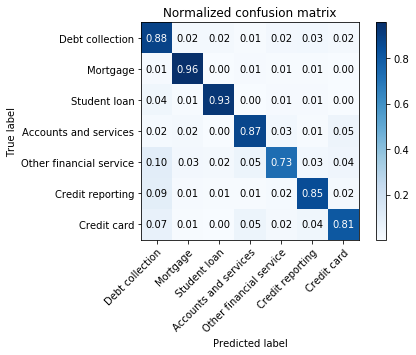 Normalized confusion matrix
True label
Debt collection 0.88 0.02 0.02 0.01 0.02 0.03 0.02
Mortgage 0.01 0.96 0.00 0.01 0.01 0.01 0.00
Student loan 0.04 0.01 0.93 0.00 0.01 0.01 0.00
Accounts and services 0.02 0.02 0.00 0.87 0.03 0.01 0.05
Other financial service 0.10 0.03 0.02 0.05 0.73 0.03 0.04
Credit reporting 0.09 0.01 0.01 0.01 0.02 0.85 0.02
Credit card 0.07 0.01 0.00 0.05 0.02 0.04 0.81
Debt collection
Mortgage
Student loan
Accounts and services
Other financial service
Credit reporting
Credit card
Predicted label
0.8
0.6
0.4
0.2